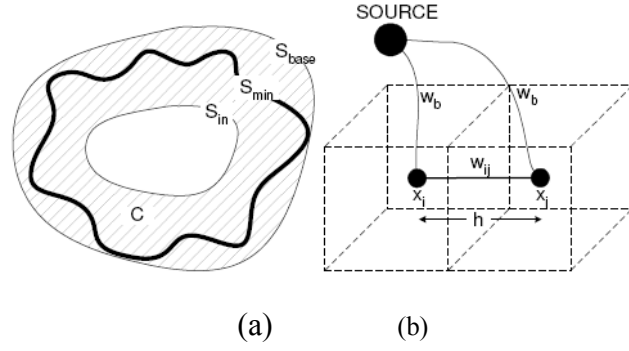 SOURCE
S_base
S_min
S_in
C
w_b
w_b
w_ij
x_i
x_j
h
(a)
(b)